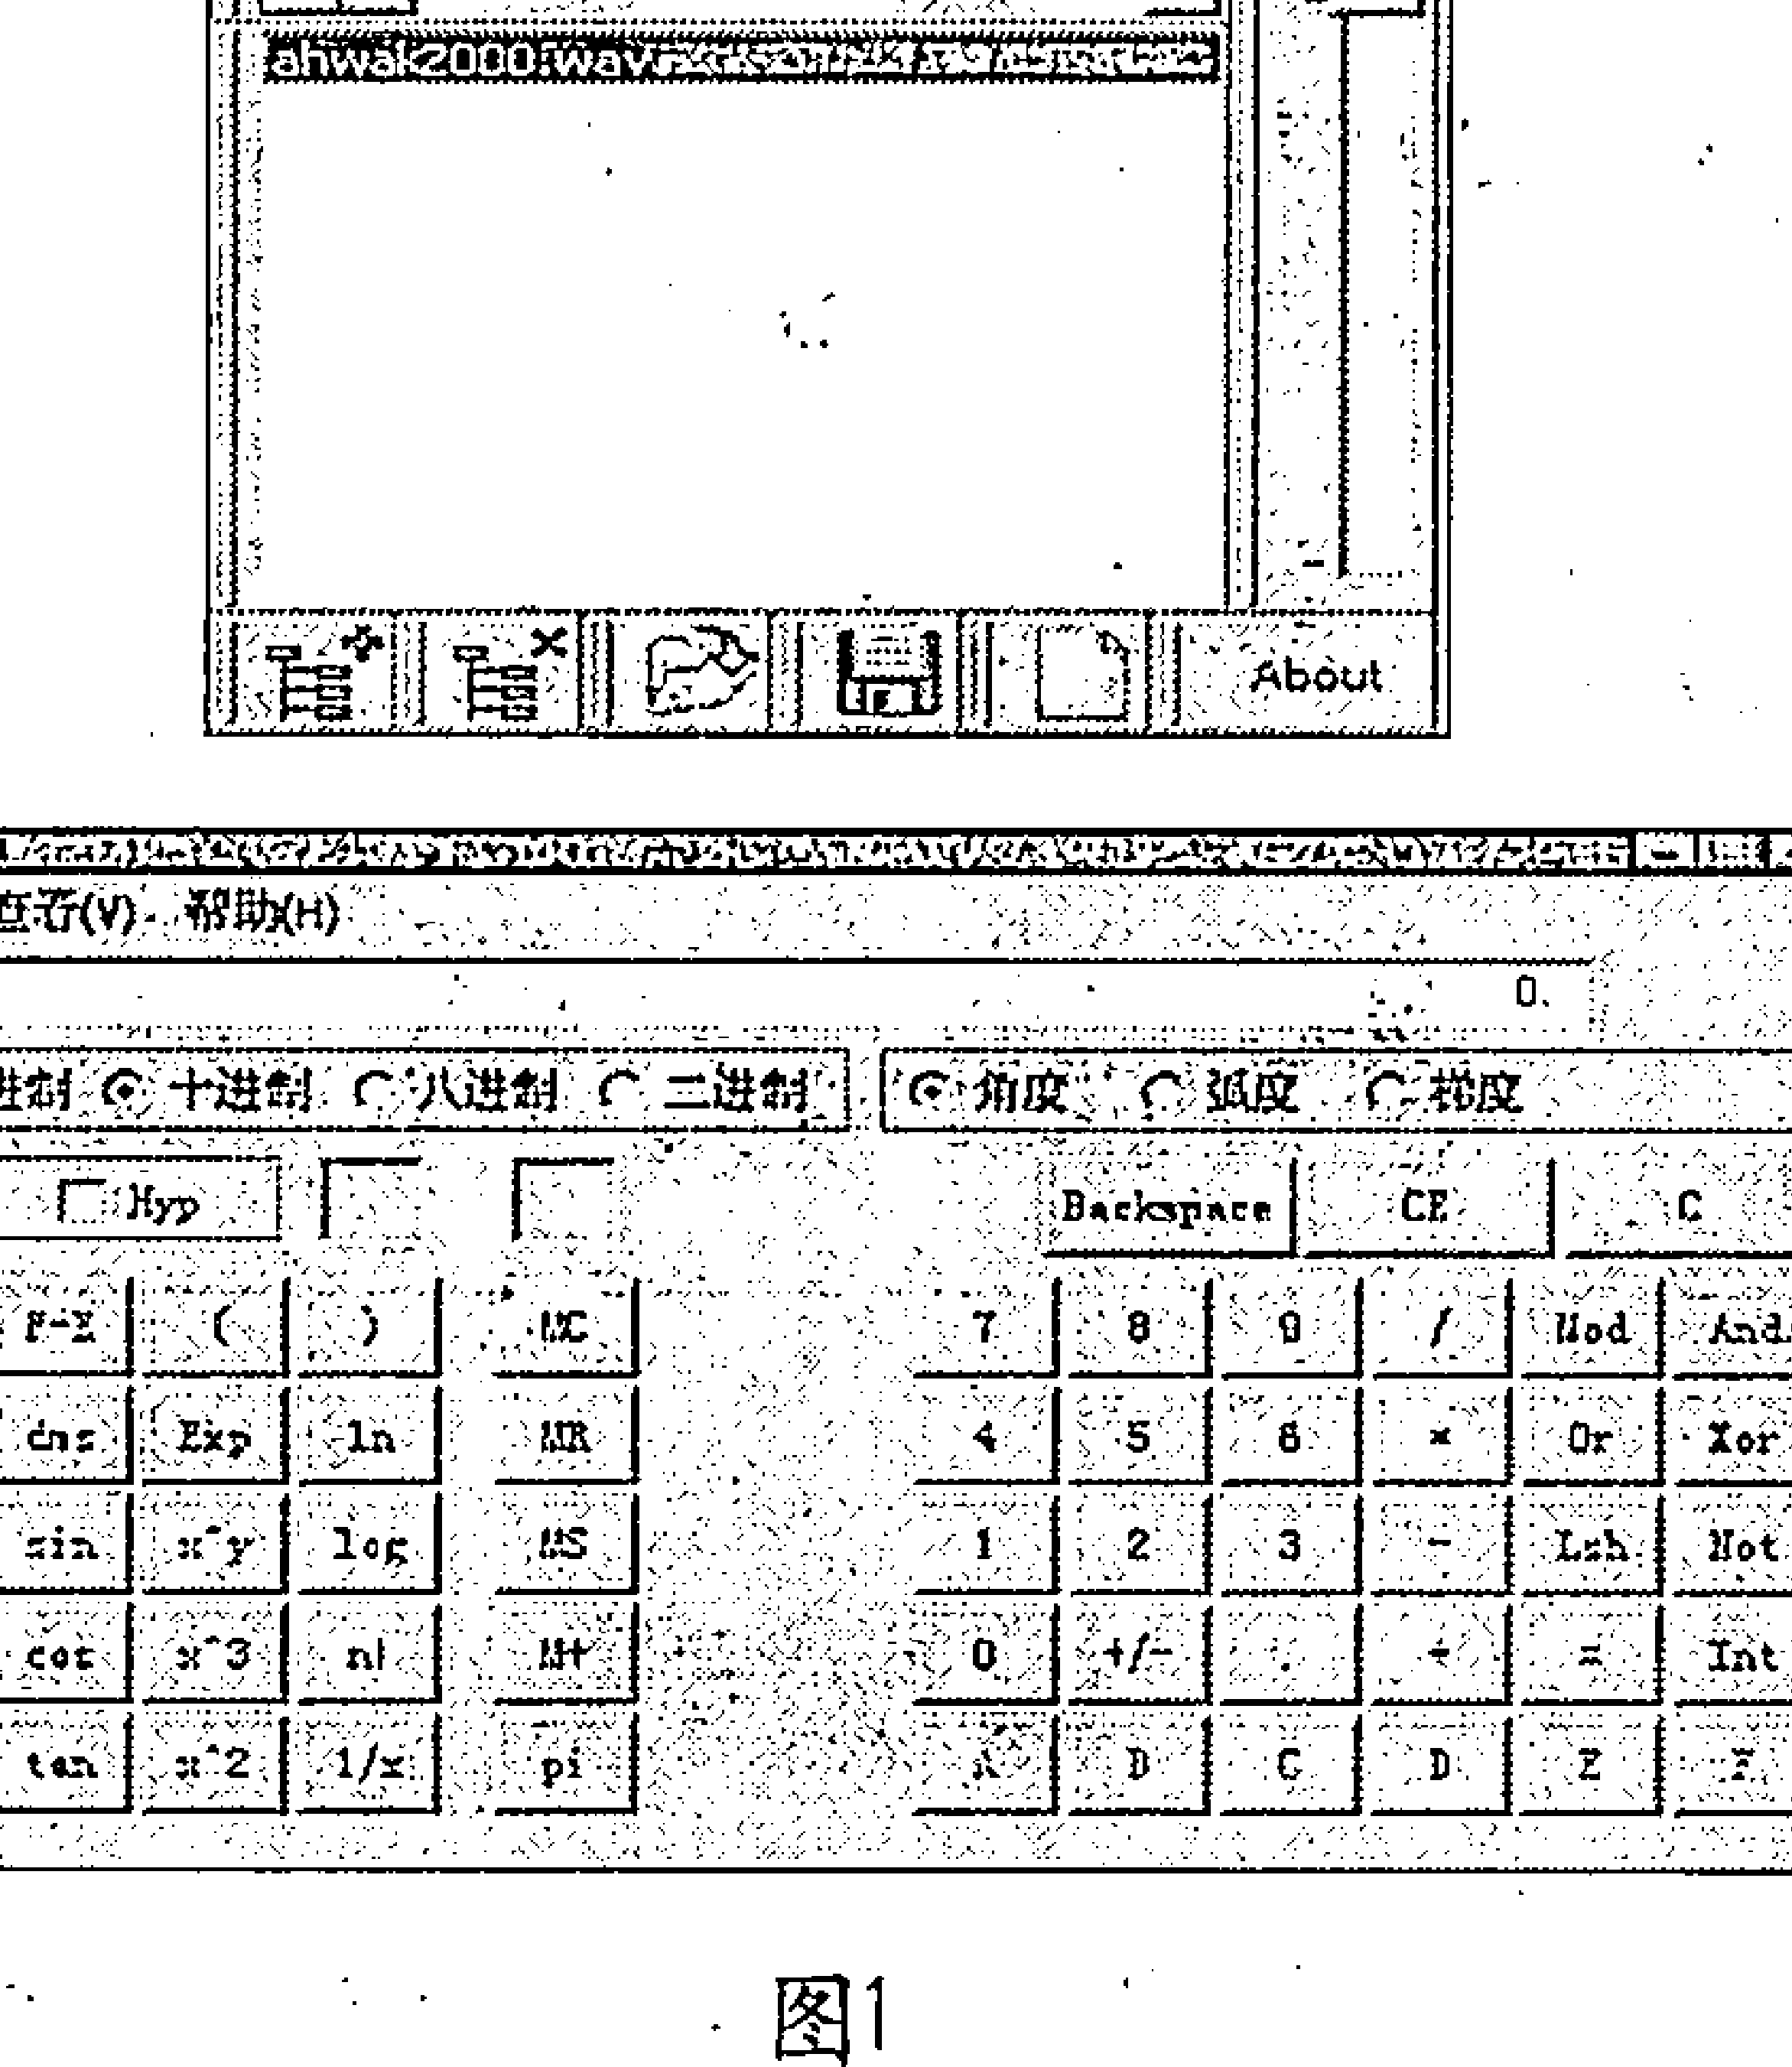 ahwak2000.wav
About
查看(V) 帮助(H)
0.
进制 十进制 八进制 二进制 角度 弧度 梯度
Hyp Backspace CE C
F-E ( ) MC 7 8 9 / Mod And
dms Exp ln MR 4 5 6 * Or Xor
sin x^y log MS 1 2 3 - Lsh Not
cos x^3 n! M+ 0 +/- . + = Int
tan x^2 1/x pi A B C D E F
图1